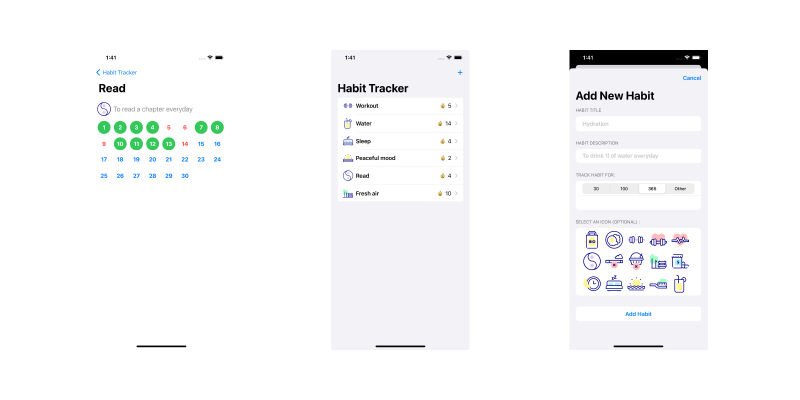 1:41
Habit Tracker
Read
To read a chapter everyday
1 2 3 4 5 6 7 8
9 10 11 12 13 14 15 16
17 18 19 20 21 22 23 24
25 26 27 28 29 30
1:41
+
Habit Tracker
Workout 5
Water 14
Sleep 4
Peaceful mood 2
Read 4
Fresh air 10
1:41
Cancel
Add New Habit
HABIT TITLE
Hydration
HABIT DESCRIPTION
To drink 1l of water everyday
TRACK HABIT FOR:
30 100 365 Other
SELECT AN ICON (OPTIONAL) :
BIO
Add Habit